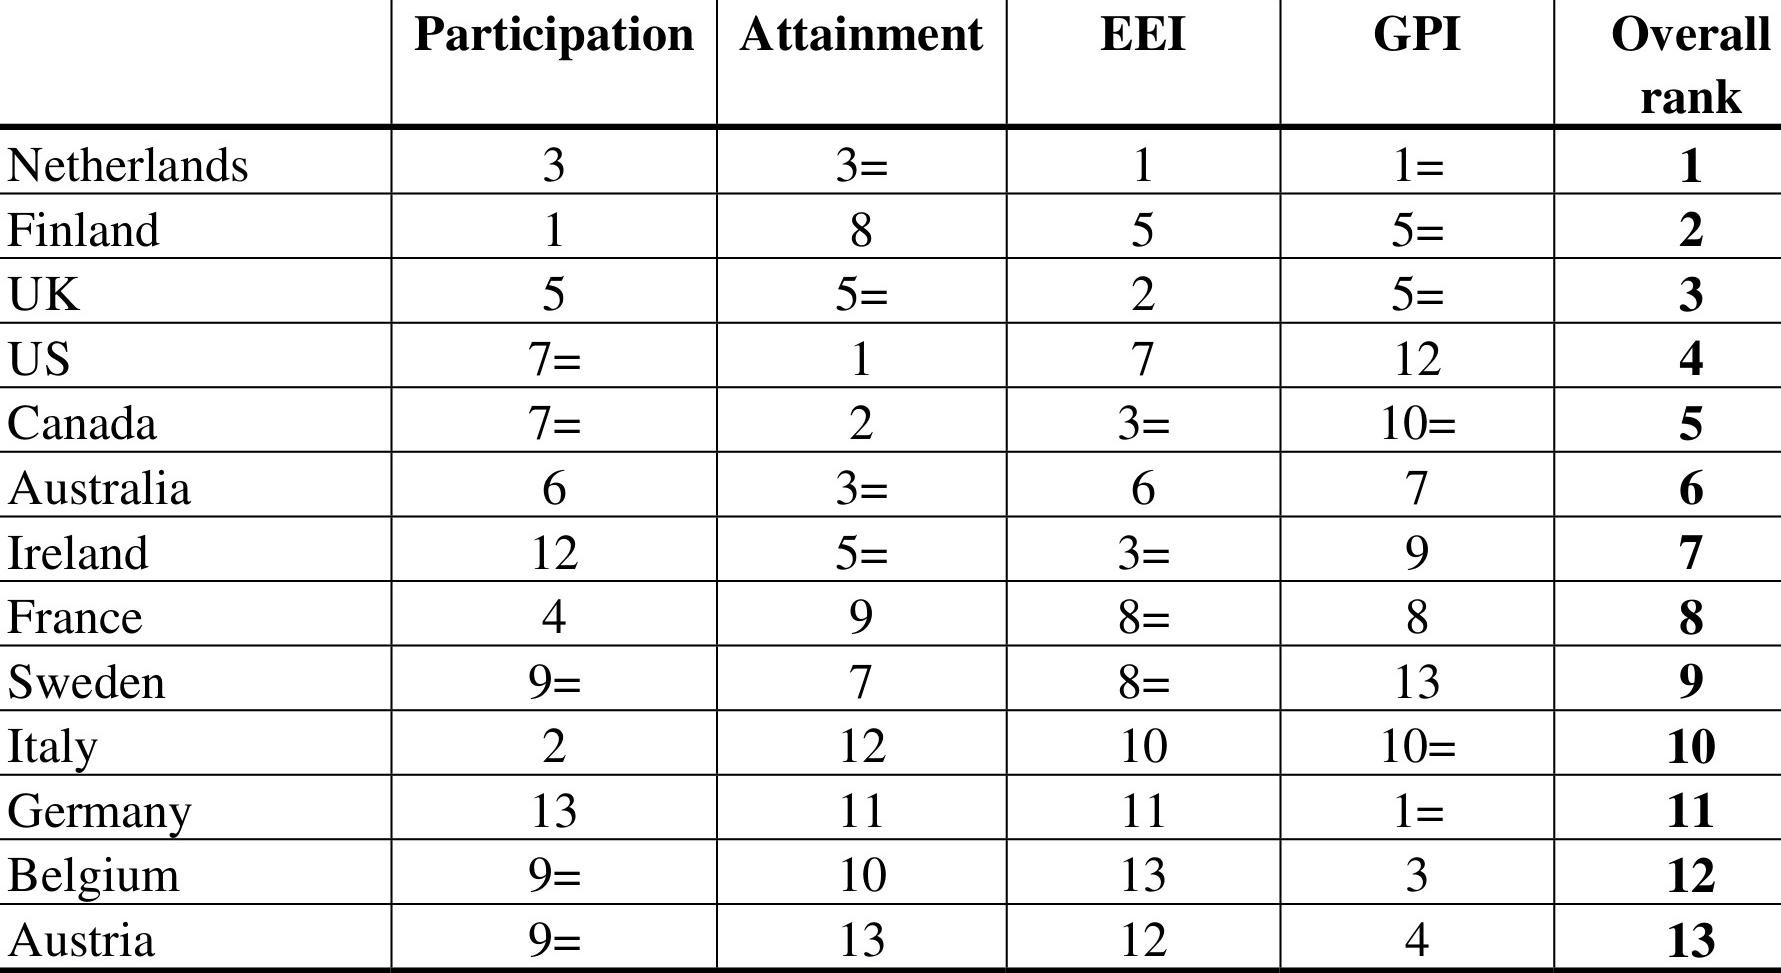 Participation Attainment EEI GPI Overall
rank
Netherlands 3 3= 1 1= 1
Finland 1 8 5 5= 2
UK 5 5= 2 5= 3
US 7= 1 7 12 4
Canada 7= 2 3= 10= 5
Australia 6 3= 6 7 6
Ireland 12 5= 3= 9 7
France 4 9 8= 8 8
Sweden 9= 7 8= 13 9
Italy 2 12 10 10= 10
Germany 13 11 11 1= 11
Belgium 9= 10 13 3 12
Austria 9= 13 12 4 13